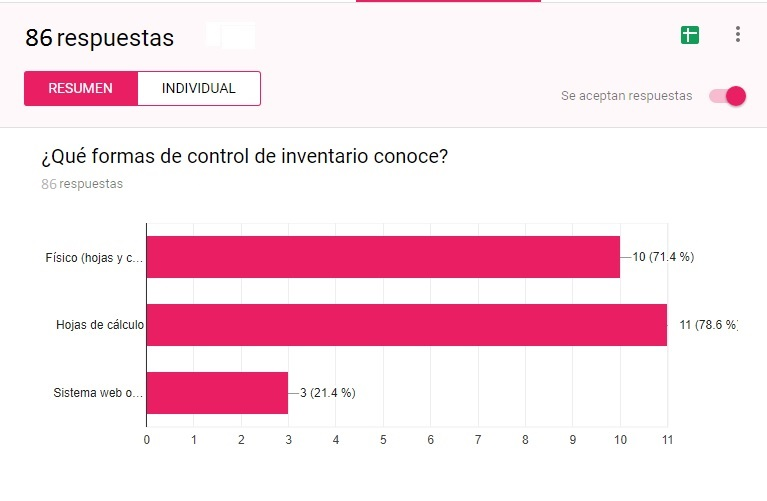 86 respuestas
RESUMEN INDIVIDUAL
Se aceptan respuestas
¿Qué formas de control de inventario conoce?
86 respuestas
Físico (hojas y c... 10 (71.4 %)
Hojas de cálculo 11 (78.6 %)
Sistema web o... 3 (21.4 %)
0 1 2 3 4 5 6 7 8 9 10 11